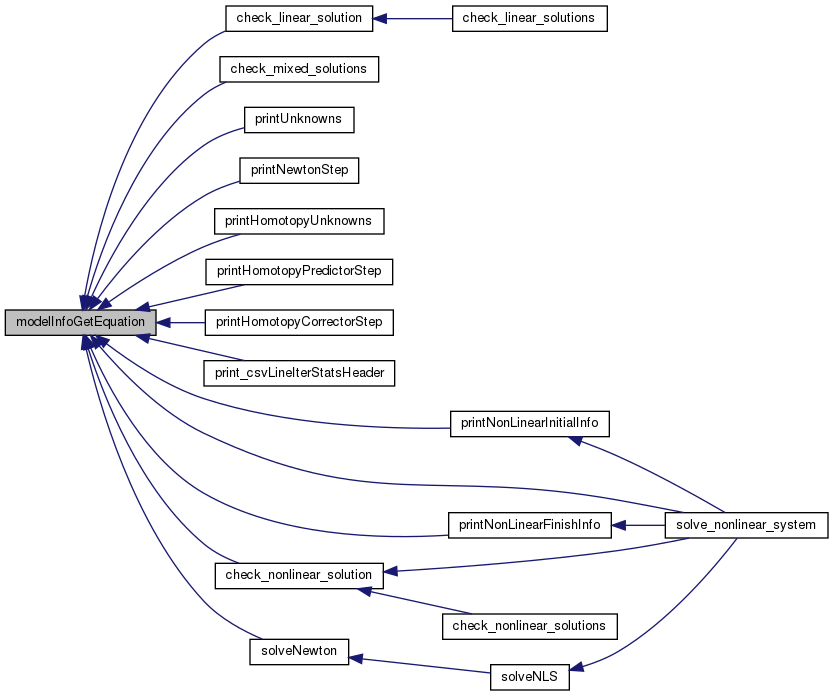 check_linear_solution
check_linear_solutions
check_mixed_solutions
printUnknowns
printNewtonStep
printHomotopyUnknowns
printHomotopyPredictorStep
modelInfoGetEquation
printHomotopyCorrectorStep
print_csvLineIterStatsHeader
printNonLinearInitialInfo
printNonLinearFinishInfo
solve_nonlinear_system
check_nonlinear_solution
check_nonlinear_solutions
solveNewton
solveNLS